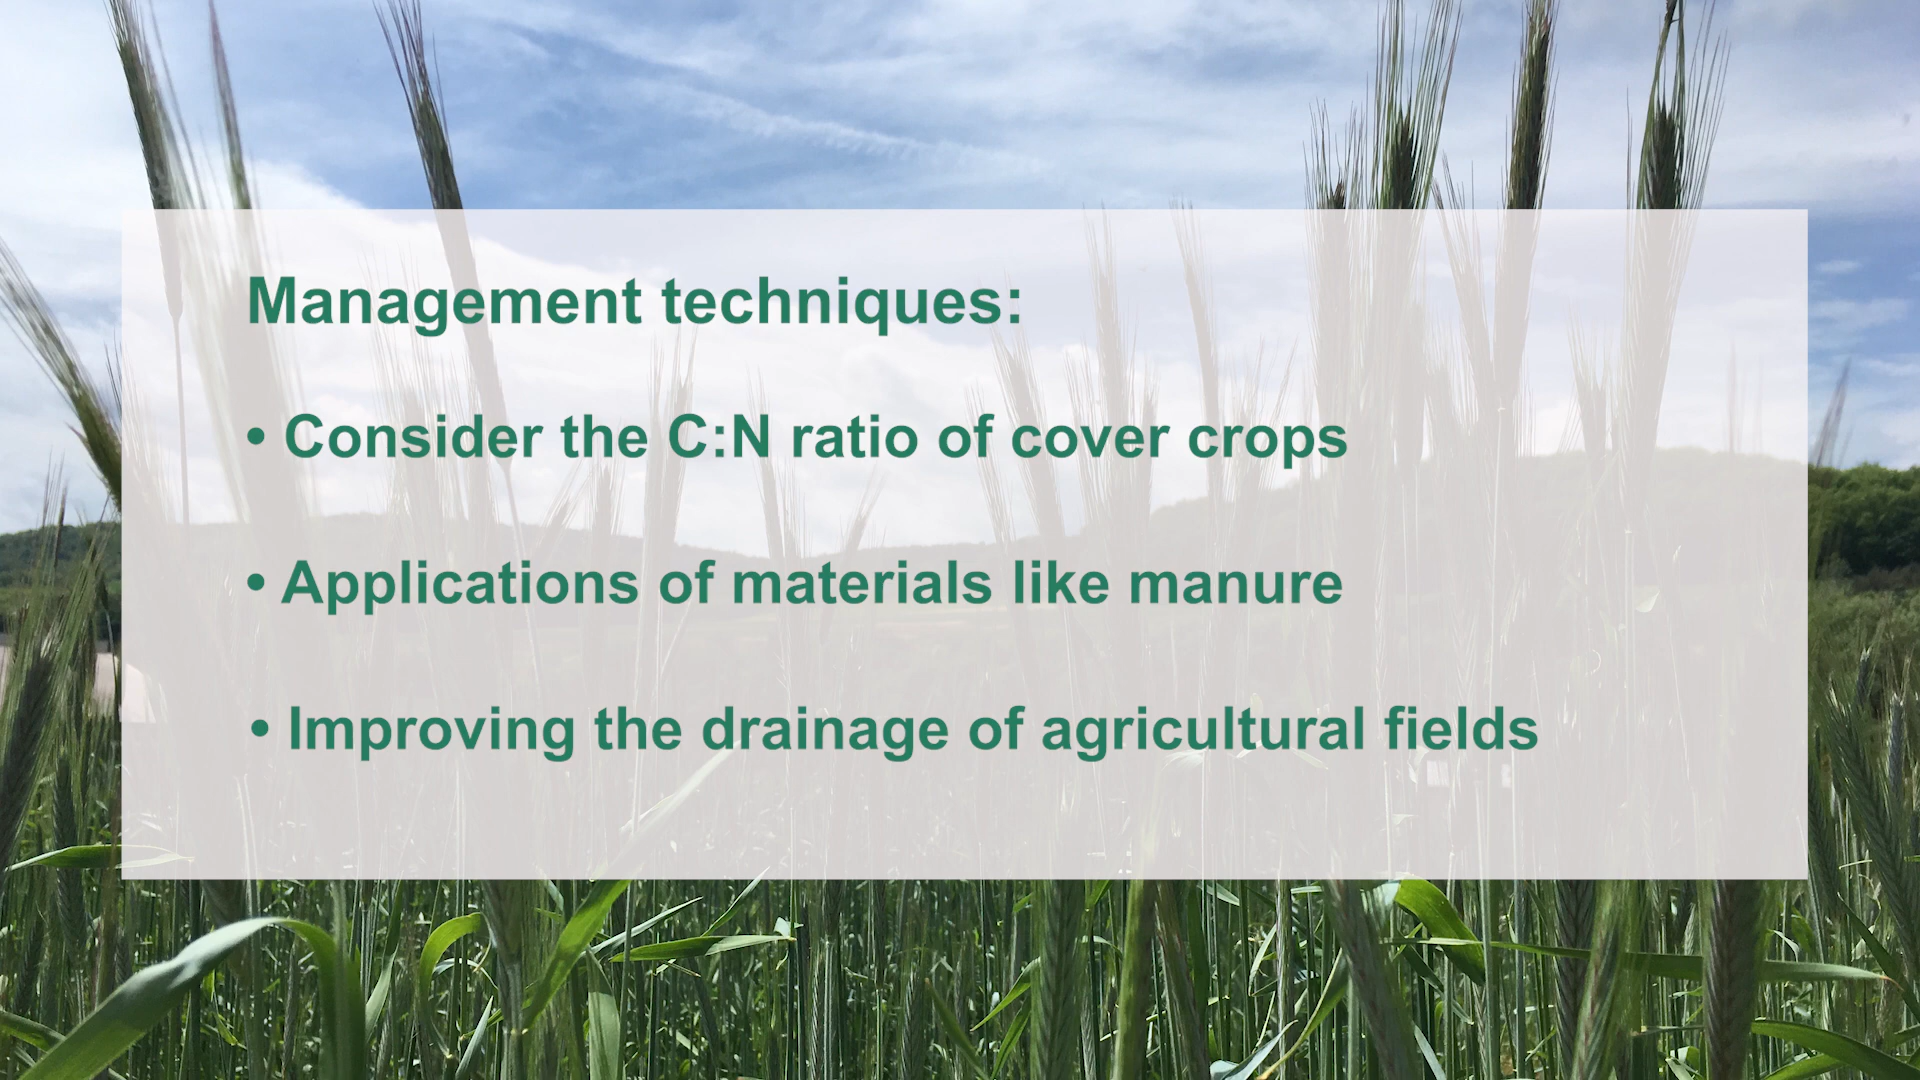 Management techniques:
• Consider the C:N ratio of cover crops
• Applications of materials like manure
• Improving the drainage of agricultural fields